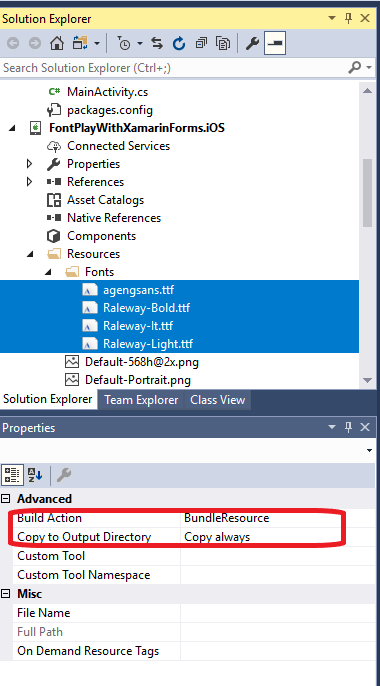 Solution Explorer
Search Solution Explorer (Ctrl+;)
C# MainActivity.cs
packages.config
FontPlayWithXamarinForms.iOS
Connected Services
Properties
References
Asset Catalogs
Native References
Components
Resources
Fonts
agengsans.ttf
Raleway-Bold.ttf
Raleway-It.ttf
Raleway-Light.ttf
Default-568h@2x.png
Default-Portrait.png
Solution Explorer Team Explorer Class View
Properties
Advanced
Build Action BundleResource
Copy to Output Directory Copy always
Custom Tool
Custom Tool Namespace
Misc
File Name
Full Path
On Demand Resource Tags